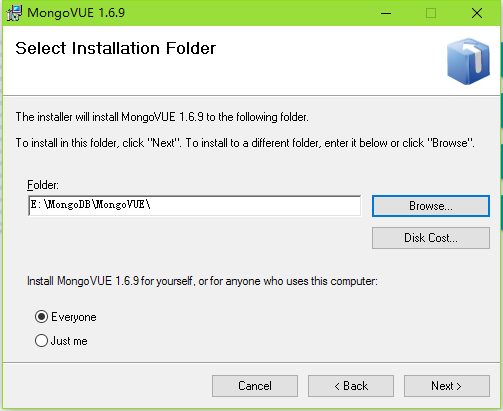 MongoVUE 1.6.9
Select Installation Folder
The installer will install MongoVUE 1.6.9 to the following folder.
To install in this folder, click "Next". To install to a different folder, enter it below or click "Browse".
Folder:
E:\MongoDB\MongoVUE\
Browse...
Disk Cost...
Install MongoVUE 1.6.9 for yourself, or for anyone who uses this computer:
Everyone
Just me
Cancel
< Back
Next >